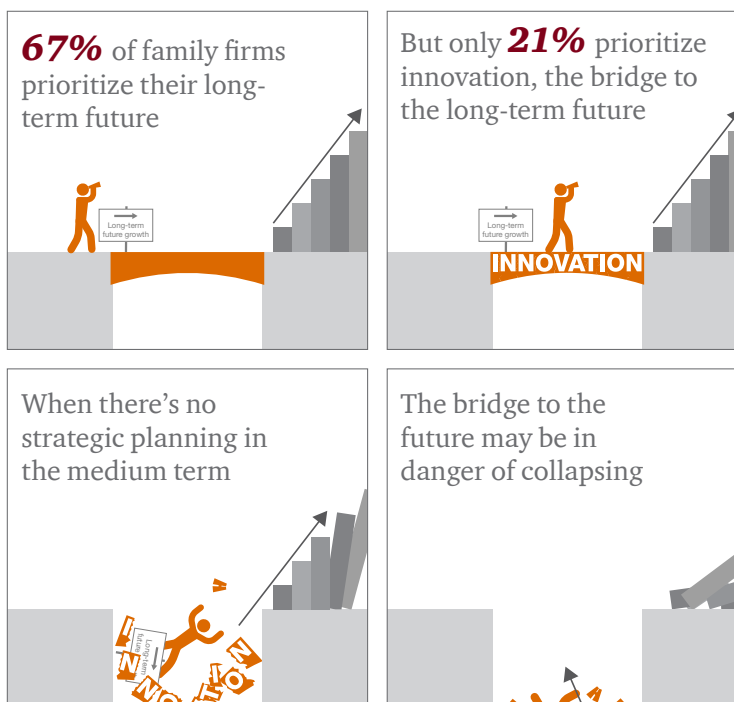 67% of family firms
prioritize their long-
term future
Long-term
future growth
But only 21% prioritize
innovation, the bridge to
the long-term future
Long-term
future growth
INNOVATION
When there's no
strategic planning in
the medium term
Long-term
future
The bridge to the
future may be in
danger of collapsing